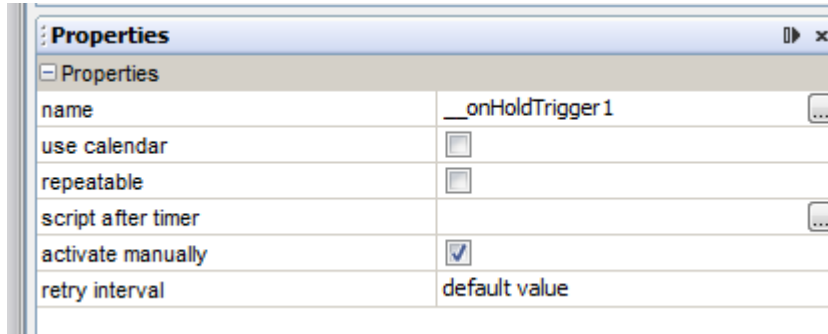 Properties
Properties
name __onHoldTrigger1 ...
use calendar
repeatable
script after timer ...
activate manually
retry interval default value